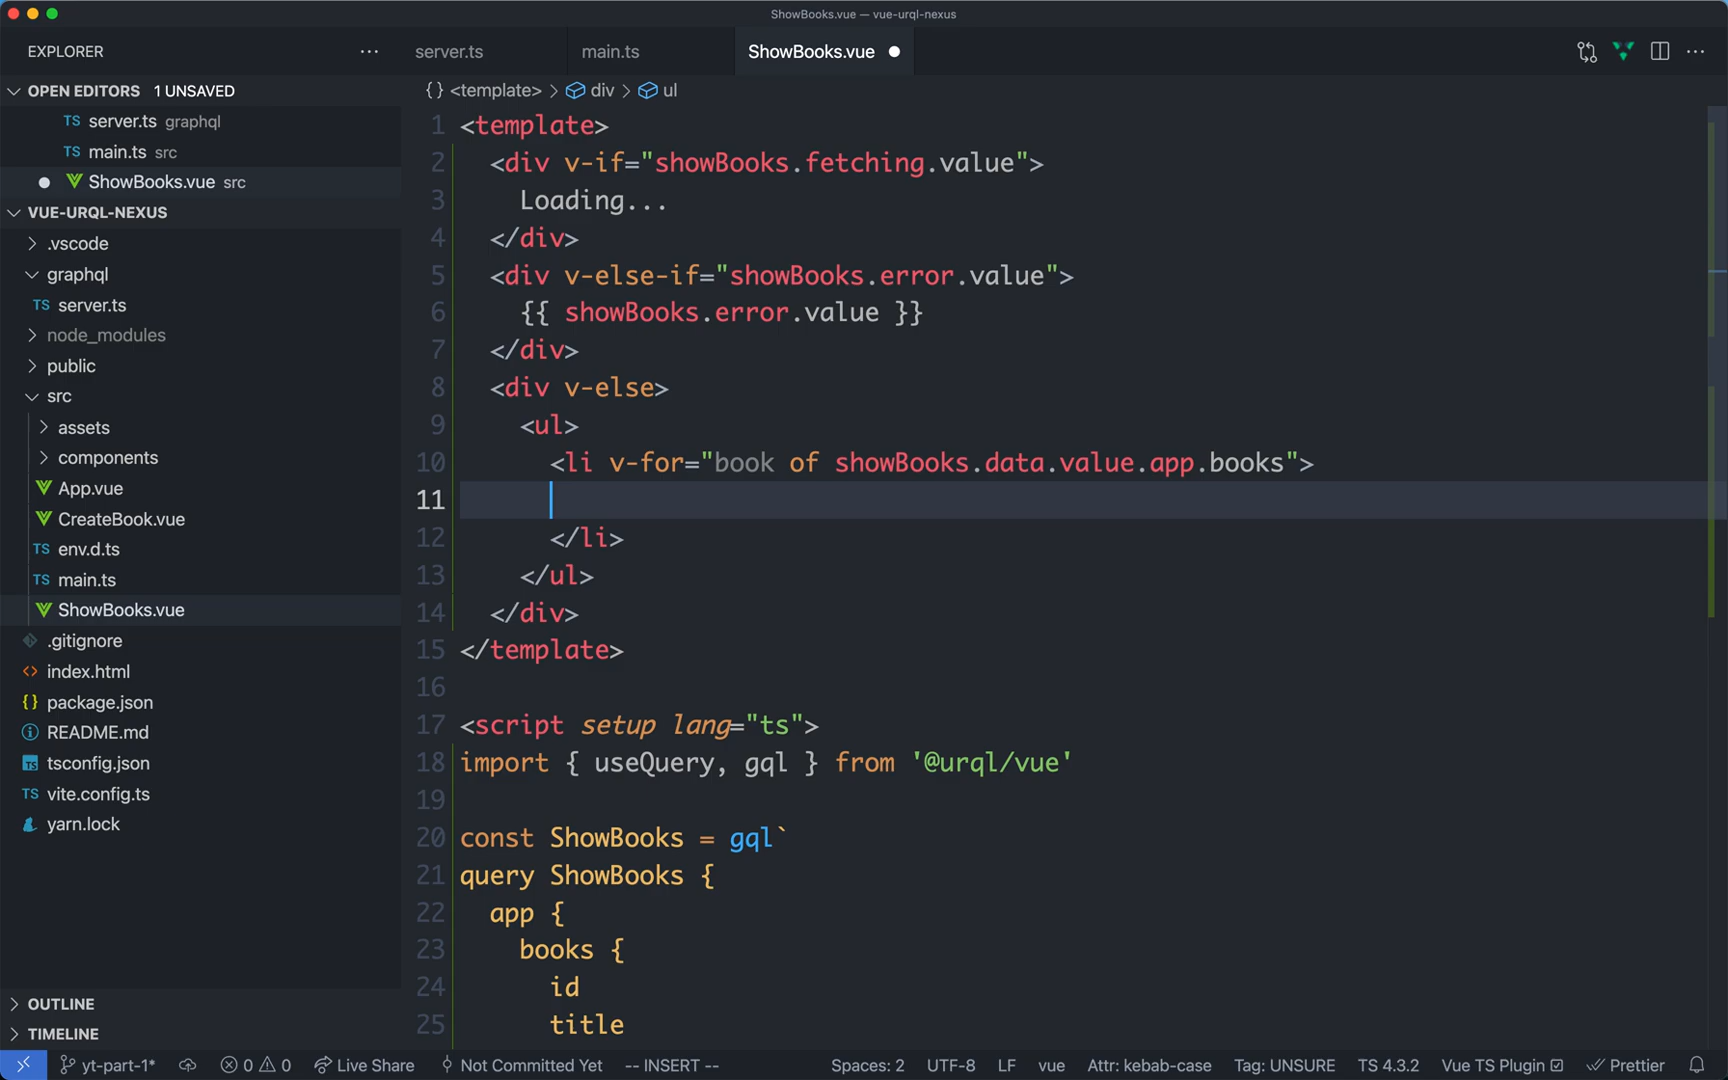 ShowBooks.vue — vue-urql-nexus
EXPLORER
server.ts
main.ts
ShowBooks.vue
OPEN EDITORS 1 UNSAVED
TS server.ts graphql
TS main.ts src
ShowBooks.vue src
VUE-URQL-NEXUS
.vscode
graphql
TS server.ts
node_modules
public
src
assets
components
App.vue
CreateBook.vue
TS env.d.ts
TS main.ts
ShowBooks.vue
.gitignore
<> index.html
{} package.json
README.md
TS tsconfig.json
TS vite.config.ts
yarn.lock
OUTLINE
TIMELINE
{} <template> > div > ul
1 <template>
2 <div v-if="showBooks.fetching.value">
3 Loading...
4 </div>
5 <div v-else-if="showBooks.error.value">
6 {{ showBooks.error.value }}
7 </div>
8 <div v-else>
9 <ul>
10 <li v-for="book of showBooks.data.value.app.books">
11
12 </li>
13 </ul>
14 </div>
15 </template>
16
17 <script setup lang="ts">
18 import { useQuery, gql } from '@urql/vue'
19
20 const ShowBooks = gql`
21 query ShowBooks {
22 app {
23 books {
24 id
25 title
yt-part-1* 0 0 Live Share Not Committed Yet -- INSERT -- Spaces: 2 UTF-8 LF vue Attr: kebab-case Tag: UNSURE TS 4.3.2 Vue TS Plugin Prettier